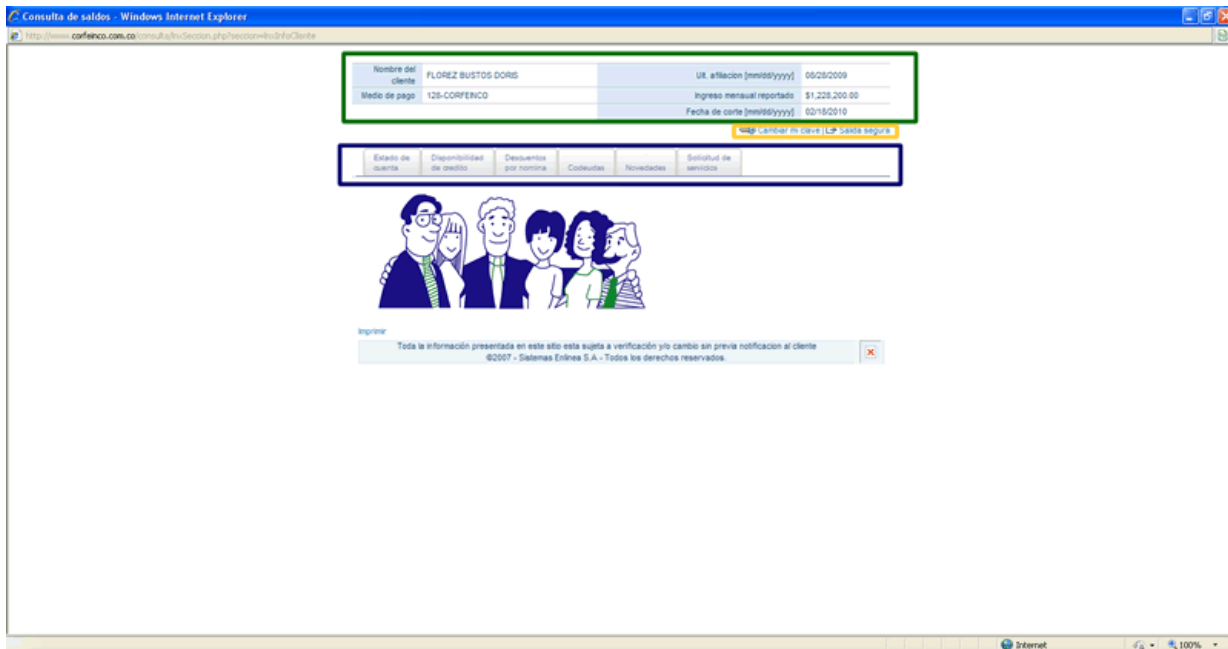 Consulta de saldos - Windows Internet Explorer
http://www.corfeinco.com.co/consulta/InvSeccion.php?seccion=InvInfoCliente
Nombre del cliente FLOREZ BUSTOS DORIS Ult. afiliacion [mm/dd/yyyy] 08/28/2009
Medio de pago 128-CORFEINCO Ingreso mensual reportado $1,228,200.00
Fecha de corte [mm/dd/yyyy] 02/18/2010
Cambiar mi clave | Salida segura
Estado de cuenta Disponibilidad de credito Descuentos por nomina Codeudas Novedades Solicitud de servicios
Imprimir
Toda la información presentada en este sitio esta sujeta a verificación y/o cambio sin previa notificacion al cliente
©2007 - Sistemas Enlinea S.A - Todos los derechos reservados.
Internet 100%